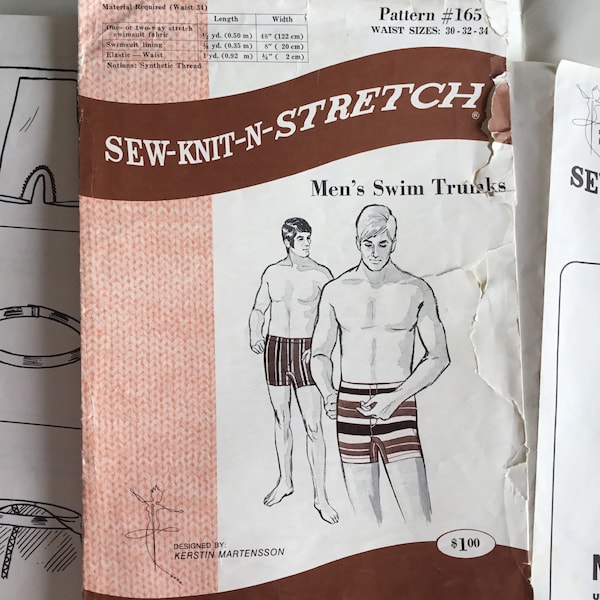 Material Required (Waist 34)
Length Width
One- or two-way stretch swimsuit fabric ½ yd. (0.50 m) 48" (122 cm)
Swimsuit lining (0.35 m) 8" ( 20 cm)
Elastic — Waist 1 yd. (0.92 m) ¾" ( 2 cm)
Notions: Synthetic Thread
Pattern #165
WAIST SIZES: 30 - 32 - 34
SEW-KNIT-N-STRETCH®
Men's Swim Trunks
DESIGNED BY:
KERSTIN MARTENSSON
$1.00
SE